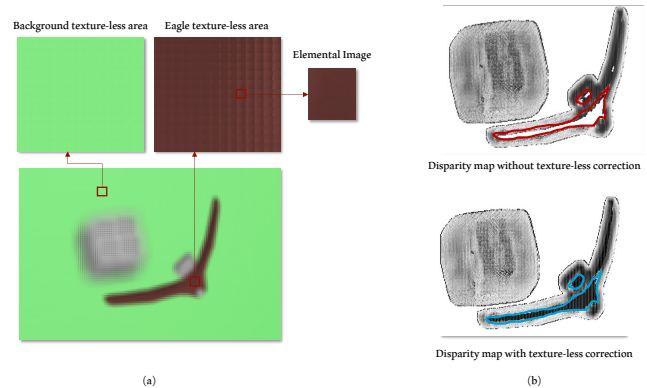 Background texture-less area
Eagle texture-less area
Elemental Image
Disparity map without texture-less correction
Disparity map with texture-less correction
(a)
(b)